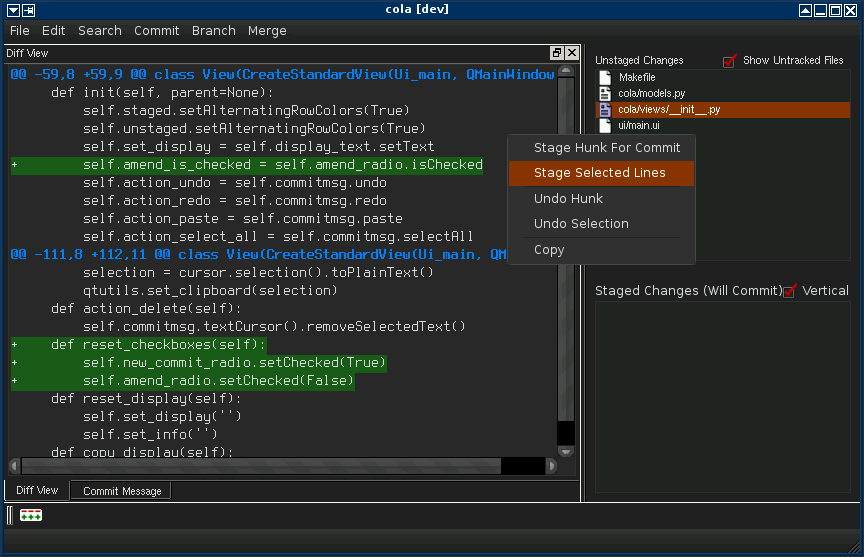 cola [dev]
File Edit Search Commit Branch Merge
Diff View
@@ -59,8 +59,9 @@ class View(CreateStandardView(Ui_main, QMainWindow
    def init(self, parent=None):
        self.staged.setAlternatingRowColors(True)
        self.unstaged.setAlternatingRowColors(True)
        self.set_display = self.display_text.setText
+        self.amend_is_checked = self.amend_radio.isChecked
        self.action_undo = self.commitmsg.undo
        self.action_redo = self.commitmsg.redo
        self.action_paste = self.commitmsg.paste
        self.action_select_all = self.commitmsg.selectAll
@@ -111,8 +112,11 @@ class View(CreateStandardView(Ui_main, QM
        selection = cursor.selection().toPlainText()
        qtutils.set_clipboard(selection)
    def action_delete(self):
        self.commitmsg.textCursor().removeSelectedText()
+    def reset_checkboxes(self):
+        self.new_commit_radio.setChecked(True)
+        self.amend_radio.setChecked(False)
    def reset_display(self):
        self.set_display('')
        self.set_info('')
    def copy_display(self):
Diff View
Commit Message
Unstaged Changes
Show Untracked Files
Makefile
cola/models.py
cola/views/__init__.py
ui/main.ui
Stage Hunk For Commit
Stage Selected Lines
Undo Hunk
Undo Selection
Copy
Staged Changes (Will Commit)
Vertical